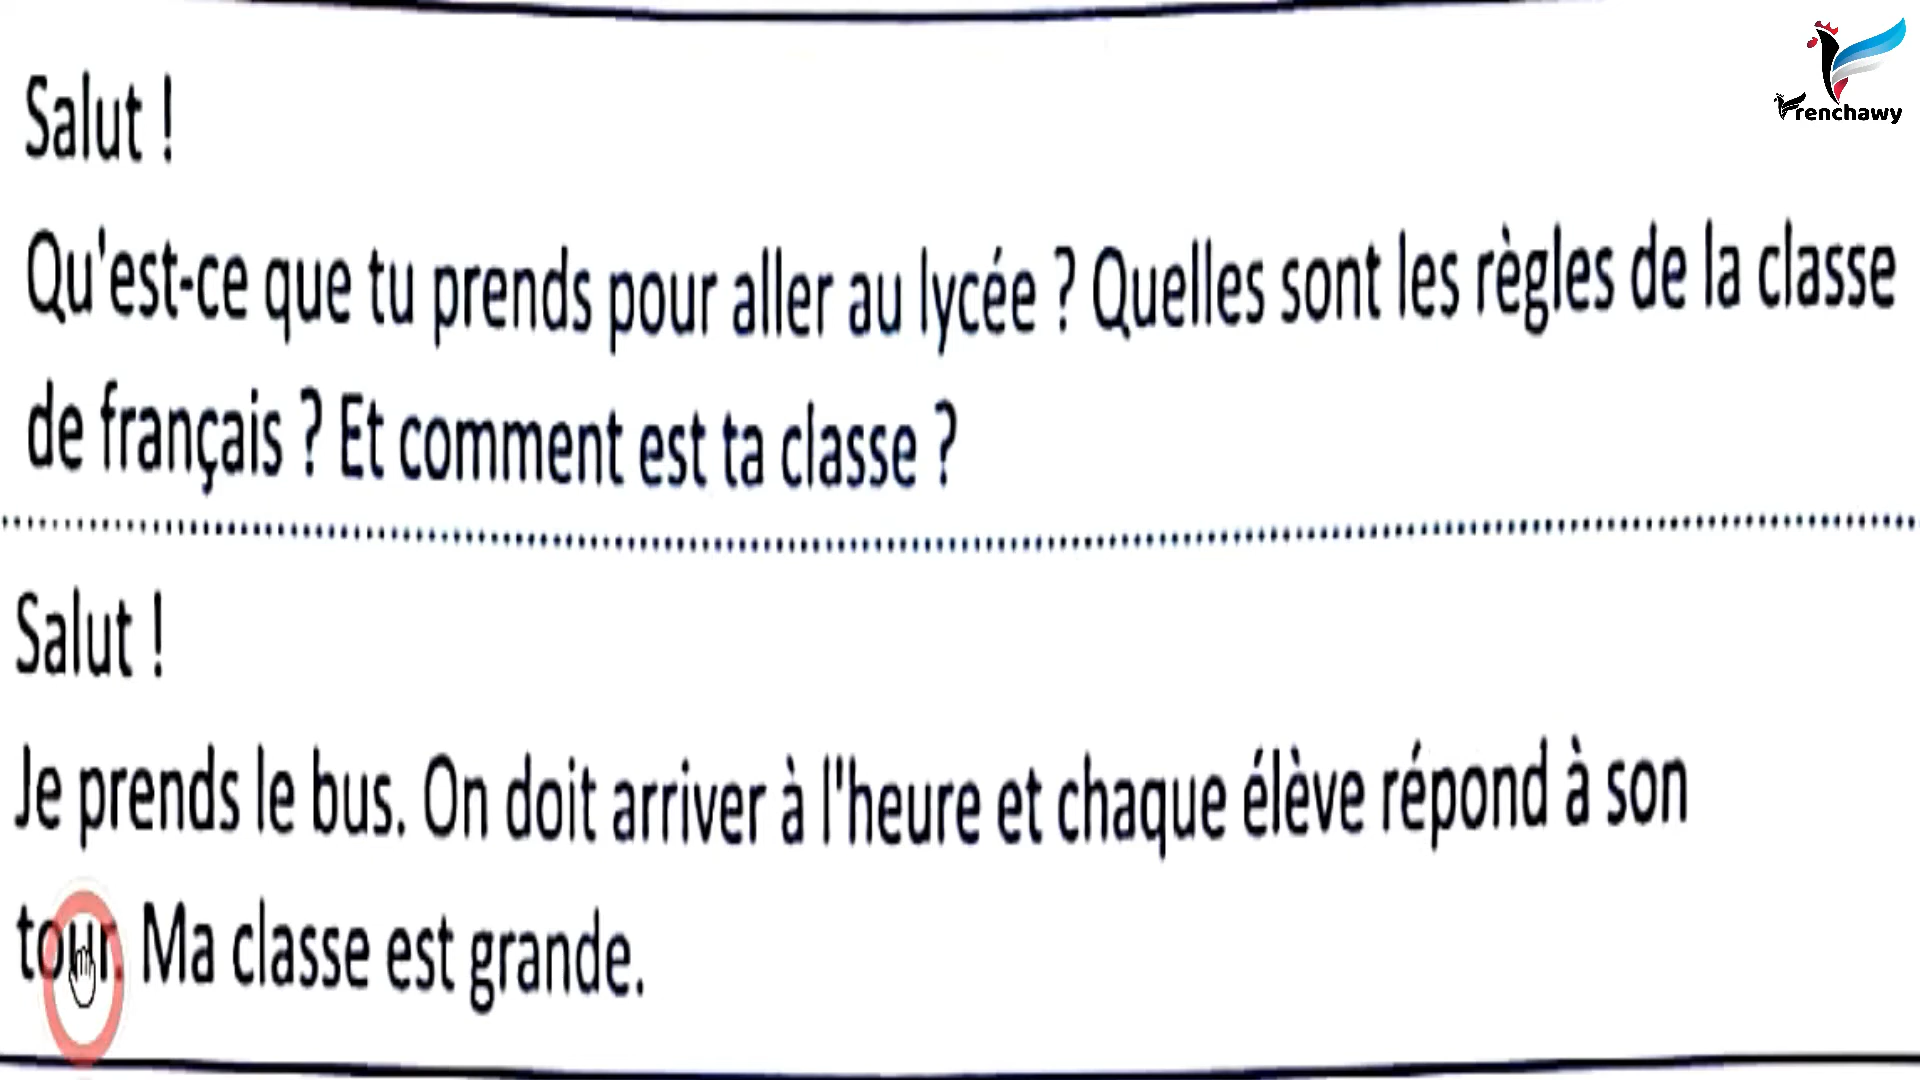 Frenchawy
Salut !
Qu'est-ce que tu prends pour aller au lycée ? Quelles sont les règles de la classe
de français ? Et comment est ta classe ?
Salut !
Je prends le bus. On doit arriver à l'heure et chaque élève répond à son
tour. Ma classe est grande.